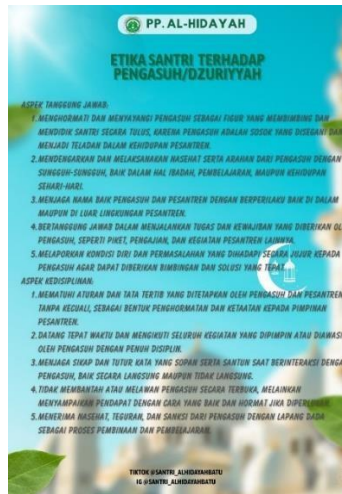 PP. AL-HIDAYAH
ETIKA SANTRI TERHADAP
PENGASUH/DZURIYYAH
ASPEK TANGGUNG JAWAB:
1. MENGHORMATI DAN MENYAYANGI PENGASUH SEBAGAI FIGUR YANG MEMBIMBING DAN
MENDIDIK SANTRI SECARA TULUS, KARENA PENGASUH ADALAH SOSOK YANG DISEGANI DAN
MENJADI TELADAN DALAM KEHIDUPAN PESANTREN.
2. MENDENGARKAN DAN MELAKSANAKAN NASEHAT SERTA ARAHAN DARI PENGASUH DENGAN
SUNGGUH-SUNGGUH, BAIK DALAM HAL IBADAH, PEMBELAJARAN, MAUPUN KEHIDUPAN
SEHARI-HARI.
3. MENJAGA NAMA BAIK PENGASUH DAN PESANTREN DENGAN BERPERILAKU BAIK DI DALAM
MAUPUN DI LUAR LINGKUNGAN PESANTREN.
4. BERTANGGUNG JAWAB DALAM MENJALANKAN TUGAS DAN KEWAJIBAN YANG DIBERIKAN OL
PENGASUH, SEPERTI PIKET, PENGAJIAN, DAN KEGIATAN PESANTREN LAINNYA.
5. MELAPORKAN KONDISI DIRI DAN PERMASALAHAN YANG DIHADAPI SECARA JUJUR KEPADA
PENGASUH AGAR DAPAT DIBERIKAN BIMBINGAN DAN SOLUSI YANG TEPAT.
ASPEK KEDISIPLINAN:
1. MEMATUHI ATURAN DAN TATA TERTIB YANG DITETAPKAN OLEH PENGASUH DAN PESANTREN
TANPA KECUALI, SEBAGAI BENTUK PENGHORMATAN DAN KETAATAN KEPADA PIMPINAN
PESANTREN.
2. DATANG TEPAT WAKTU DAN MENGIKUTI SELURUH KEGIATAN YANG DIPIMPIN ATAU DIAWASI
OLEH PENGASUH DENGAN PENUH DISIPLIN.
3. MENJAGA SIKAP DAN TUTUR KATA YANG SOPAN SERTA SANTUN SAAT BERINTERAKSI DENGA
PENGASUH, BAIK SECARA LANGSUNG MAUPUN TIDAK LANGSUNG.
4. TIDAK MEMBANTAH ATAU MELAWAN PENGASUH SECARA TERBUKA, MELAINKAN
MENYAMPAIKAN PENDAPAT DENGAN CARA YANG BAIK DAN HORMAT JIKA DIPERLUKAN.
5. MENERIMA NASEHAT, TEGURAN, DAN SANKSI DARI PENGASUH DENGAN LAPANG DADA
SEBAGAI PROSES PEMBINAAN DAN PEMBELAJARAN.
TIKTOK @SANTRI_ALHIDAYAHBATU
IG @SANTRI_ALHIDAYAHBATU